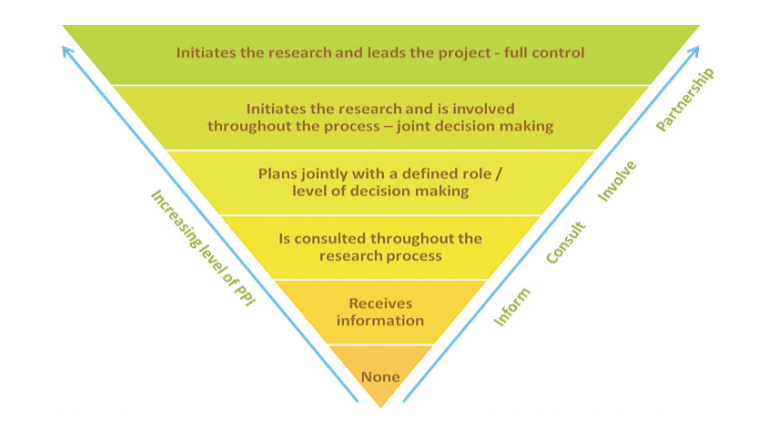 Initiates the research and leads the project - full control
Initiates the research and is involved
throughout the process – joint decision making
Plans jointly with a defined role /
level of decision making
Is consulted throughout the
research process
Receives
information
None
Increasing level of PPI
Inform
Consult
Involve
Partnership